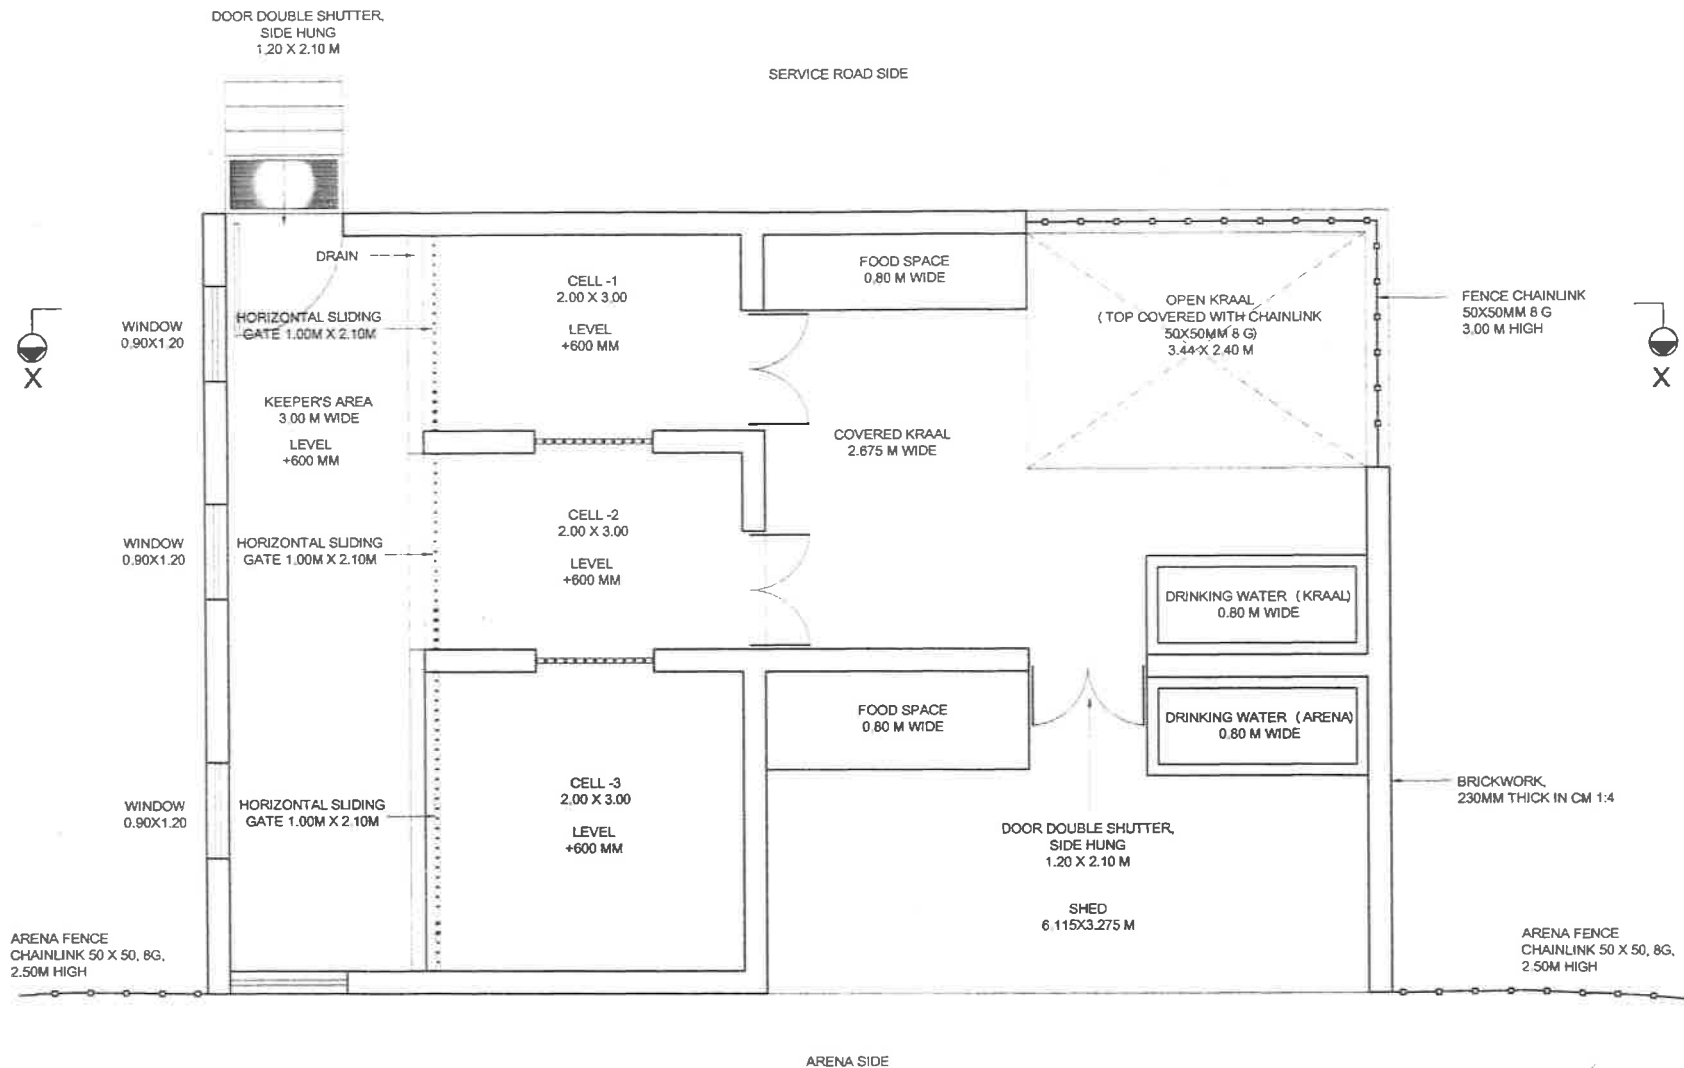 DOOR DOUBLE SHUTTER,
SIDE HUNG
1.20 X 2.10 M
SERVICE ROAD SIDE
DRAIN
CELL -1
2.00 X 3.00
LEVEL
+600 MM
FOOD SPACE
0.80 M WIDE
OPEN KRAAL
( TOP COVERED WITH CHAINLINK
50X50MM 8 G)
3.44 X 2.40 M
FENCE CHAINLINK
50X50MM 8 G
3.00 M HIGH
X
WINDOW
0.90X1.20
HORIZONTAL SLIDING
GATE 1.00M X 2.10M
X
KEEPER'S AREA
3.00 M WIDE
LEVEL
+600 MM
COVERED KRAAL
2.675 M WIDE
WINDOW
0.90X1.20
HORIZONTAL SLIDING
GATE 1.00M X 2.10M
CELL -2
2.00 X 3.00
LEVEL
+600 MM
DRINKING WATER ( KRAAL)
0.80 M WIDE
FOOD SPACE
0.80 M WIDE
DRINKING WATER ( ARENA)
0.80 M WIDE
WINDOW
0.90X1.20
HORIZONTAL SLIDING
GATE 1.00M X 2.10M
CELL -3
2.00 X 3.00
LEVEL
+600 MM
DOOR DOUBLE SHUTTER,
SIDE HUNG
1.20 X 2.10 M
BRICKWORK,
230MM THICK IN CM 1:4
SHED
6.115X3.275 M
ARENA FENCE
CHAINLINK 50 X 50, 8G,
2.50M HIGH
ARENA FENCE
CHAINLINK 50 X 50, 8G,
2.50M HIGH
ARENA SIDE